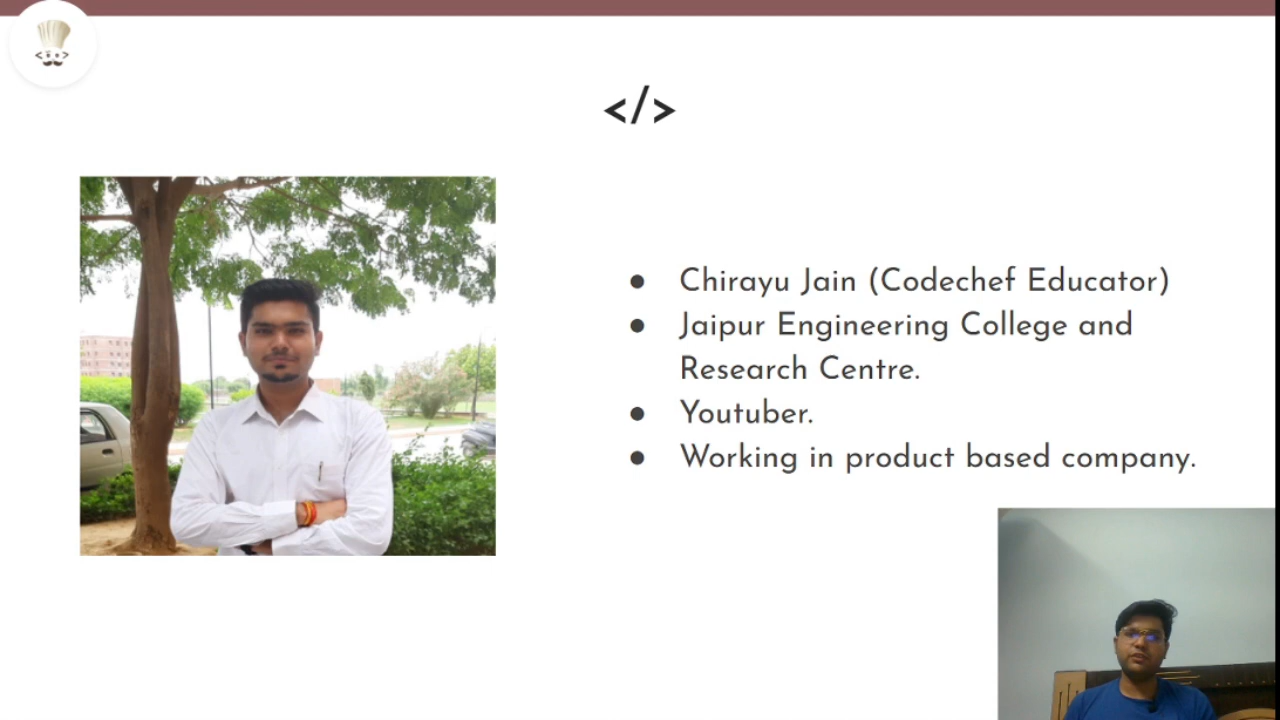 </>
● Chirayu Jain (Codechef Educator)
● Jaipur Engineering College and
Research Centre.
● Youtuber.
● Working in product based company.